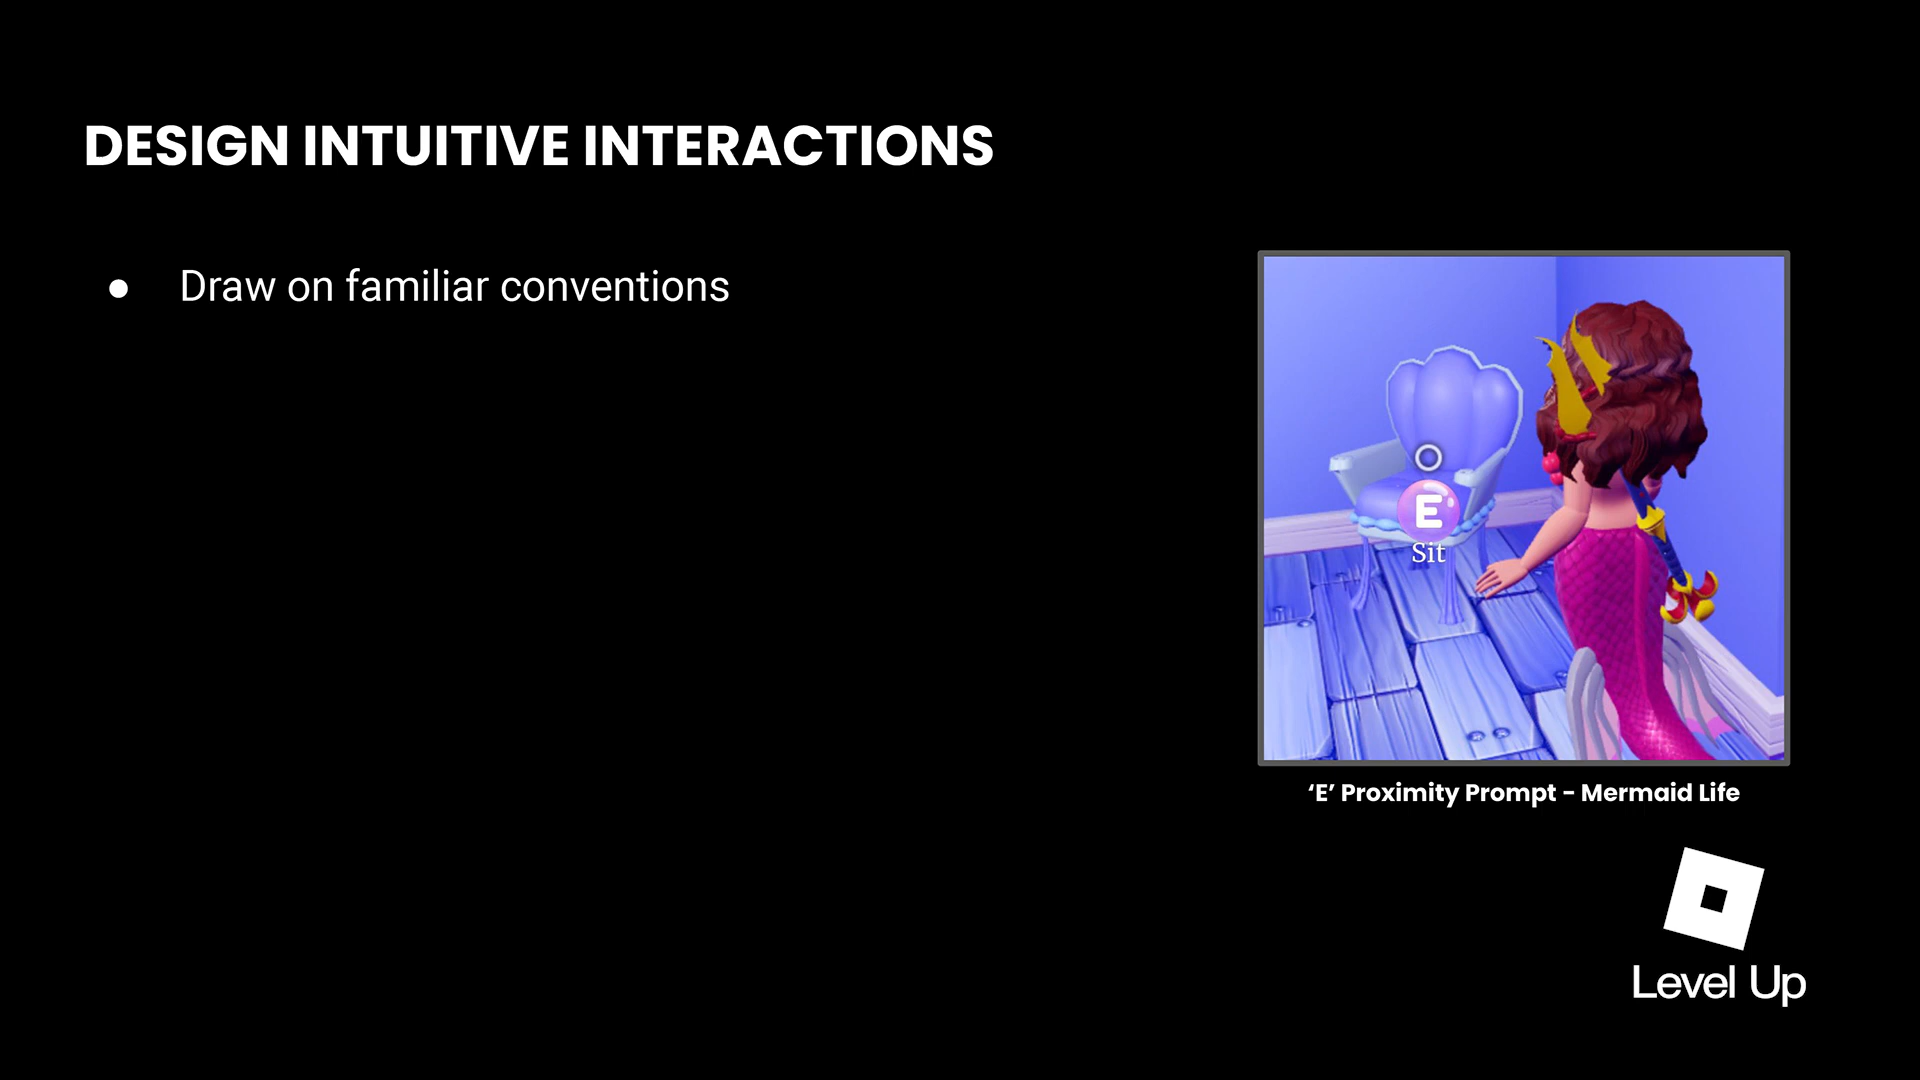 DESIGN INTUITIVE INTERACTIONS
● Draw on familiar conventions
E
Sit
‘E’ Proximity Prompt - Mermaid Life
Level Up